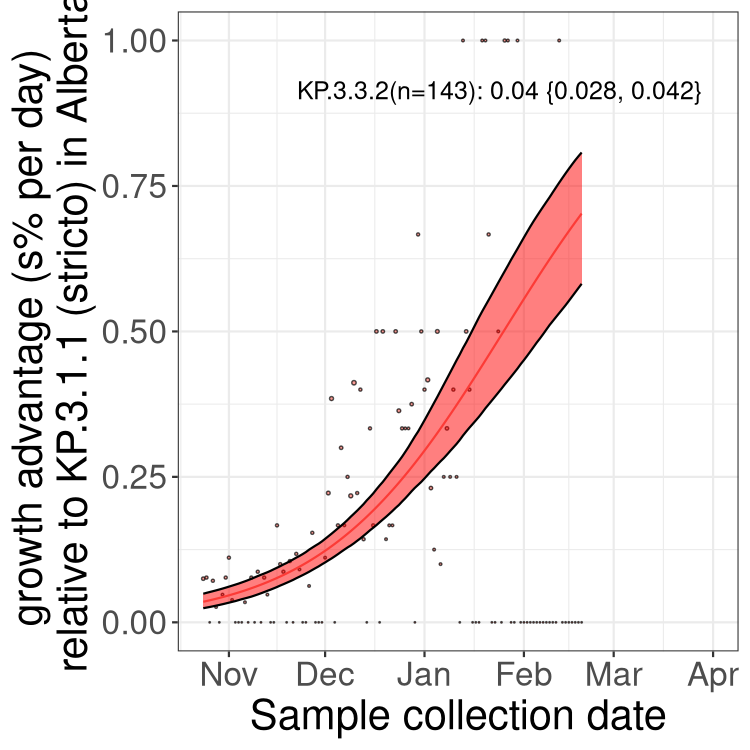 growth advantage (s% per day)
relative to KP.3.1.1 (stricto) in Alberta
1.00
0.75
0.50
0.25
0.00
KP.3.3.2(n=143): 0.04 {0.028, 0.042}
Nov Dec Jan Feb Mar Apr
Sample collection date